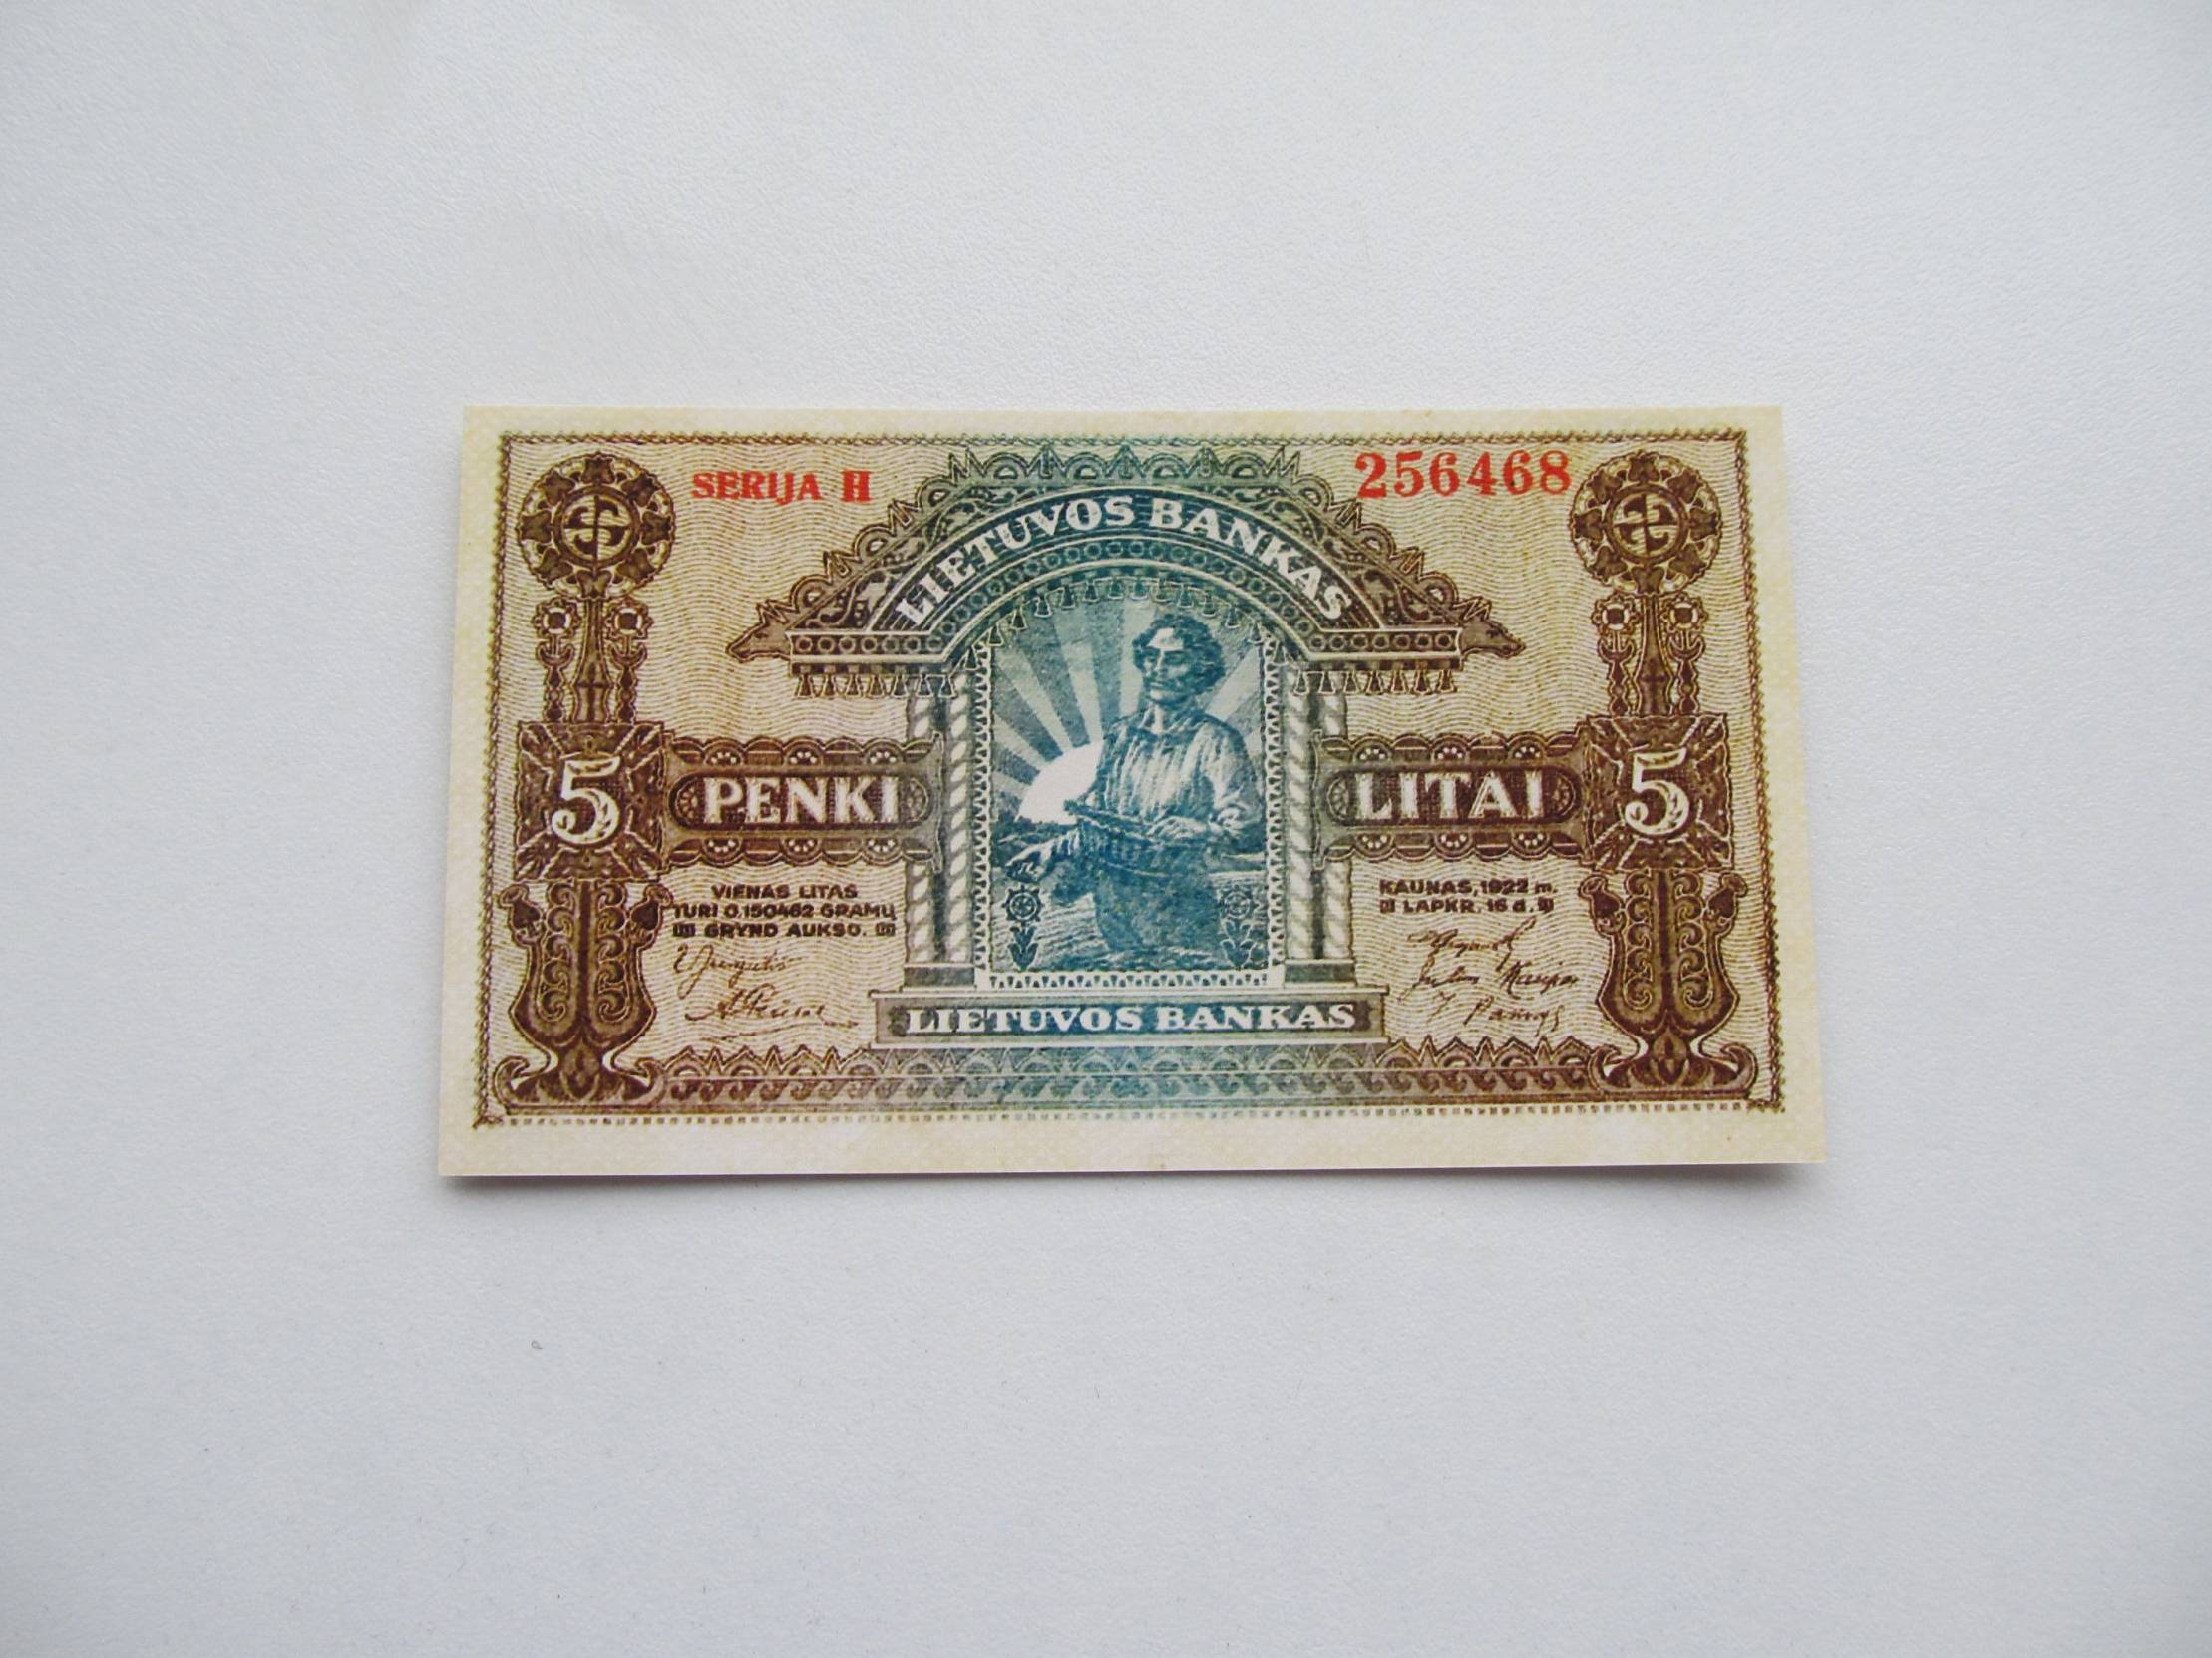 SERIJA H
256468
LIETUVOS BANKAS
5 PENKI LITAI 5
VIENAS LITAS
TURI 0,150462 GRAMŲ
GRYNO AUKSO.
KAUNAS, 1922 m.
LAPKR. 16 d.
LIETUVOS BANKAS